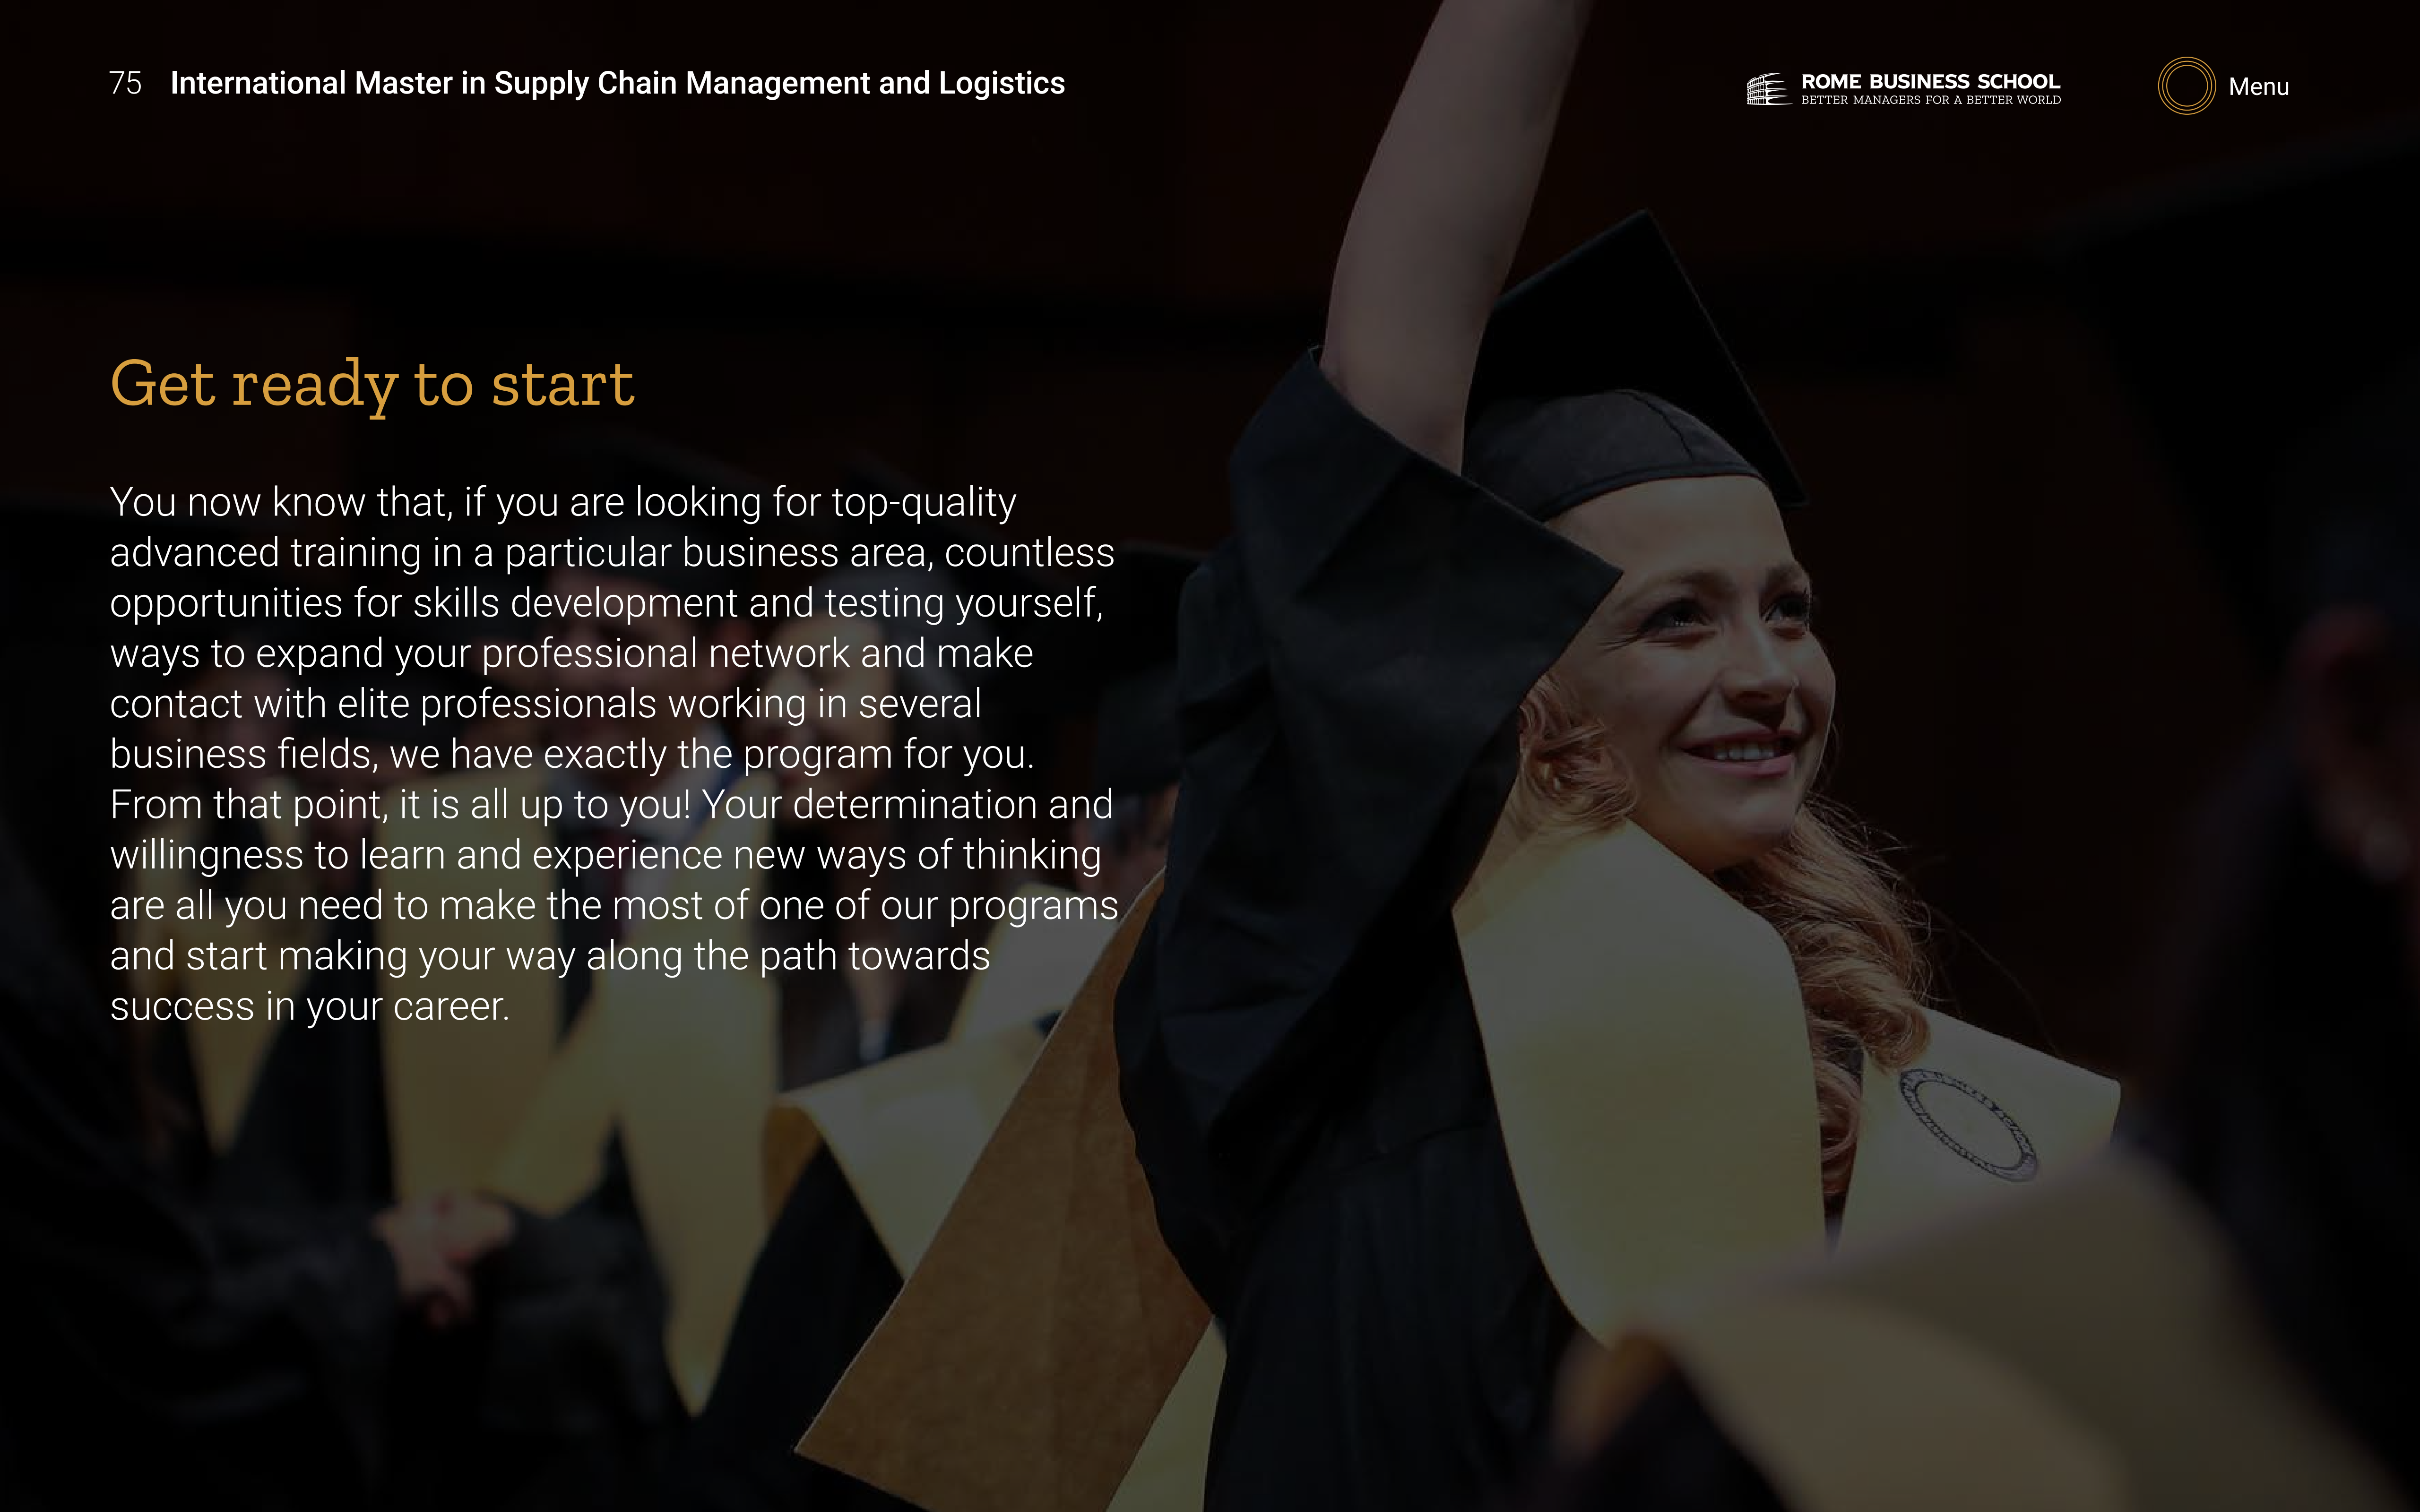 75 International Master in Supply Chain Management and Logistics
ROME BUSINESS SCHOOL
BETTER MANAGERS FOR A BETTER WORLD
Menu
Get ready to start
You now know that, if you are looking for top-quality
advanced training in a particular business area, countless
opportunities for skills development and testing yourself,
ways to expand your professional network and make
contact with elite professionals working in several
business fields, we have exactly the program for you.
From that point, it is all up to you! Your determination and
willingness to learn and experience new ways of thinking
are all you need to make the most of one of our programs
and start making your way along the path towards
success in your career.